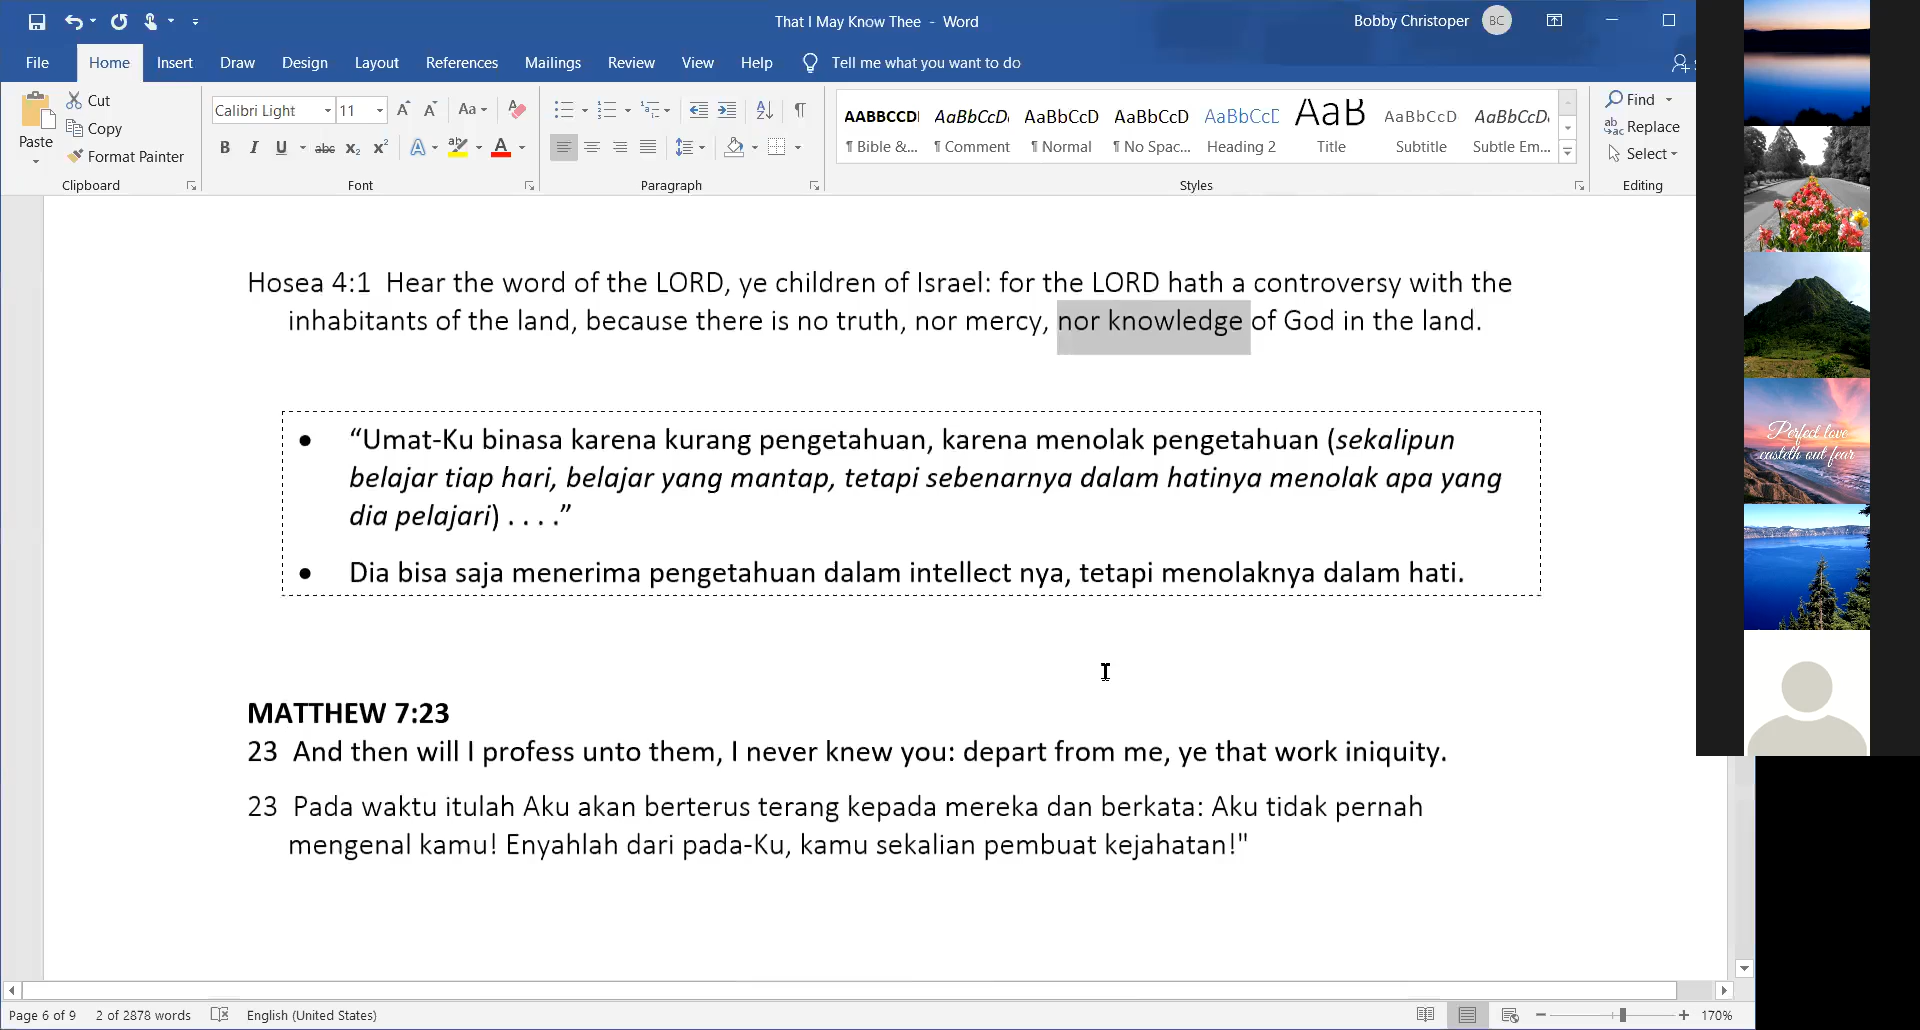 That I May Know Thee - Word
Bobby Christoper BC
File Home Insert Draw Design Layout References Mailings Review View Help Tell me what you want to do
Paste
Cut
Copy
Format Painter
Clipboard
Calibri Light 11
Aa
B I U abc x₂ x² A A
Font
Paragraph
AABBCCDI AaBbCcDı AaBbCcD AaBbCcD AaBbCcC AaB AaBbCcD AaBbCcDı
¶ Bible &... ¶ Comment ¶ Normal ¶ No Spac... Heading 2 Title Subtitle Subtle Em...
Styles
Find
Replace
Select
Editing
Hosea 4:1 Hear the word of the LORD, ye children of Israel: for the LORD hath a controversy with the
inhabitants of the land, because there is no truth, nor mercy, nor knowledge of God in the land.
• “Umat-Ku binasa karena kurang pengetahuan, karena menolak pengetahuan (sekalipun
belajar tiap hari, belajar yang mantap, tetapi sebenarnya dalam hatinya menolak apa yang
dia pelajari) . . . .”
• Dia bisa saja menerima pengetahuan dalam intellect nya, tetapi menolaknya dalam hati.
MATTHEW 7:23
23 And then will I profess unto them, I never knew you: depart from me, ye that work iniquity.
23 Pada waktu itulah Aku akan berterus terang kepada mereka dan berkata: Aku tidak pernah
mengenal kamu! Enyahlah dari pada-Ku, kamu sekalian pembuat kejahatan!"
Perfect love
casteth out fear
Page 6 of 9 2 of 2878 words English (United States) 170%